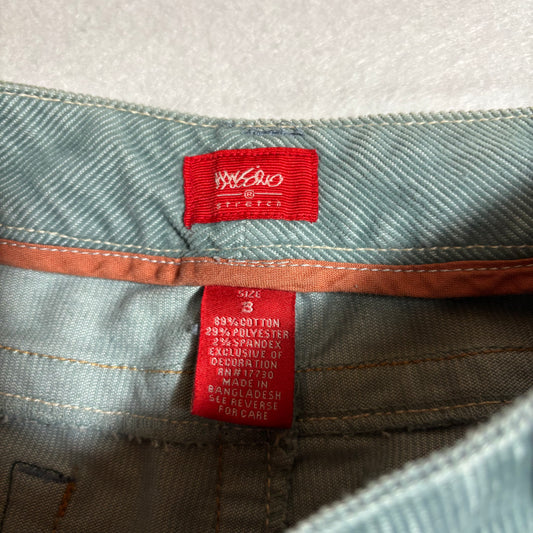 Mossimo
®
stretch
SIZE
3
69% COTTON
29% POLYESTER
2% SPANDEX
EXCLUSIVE OF
DECORATION
RN#17730
MADE IN
BANGLADESH
SEE REVERSE
FOR CARE